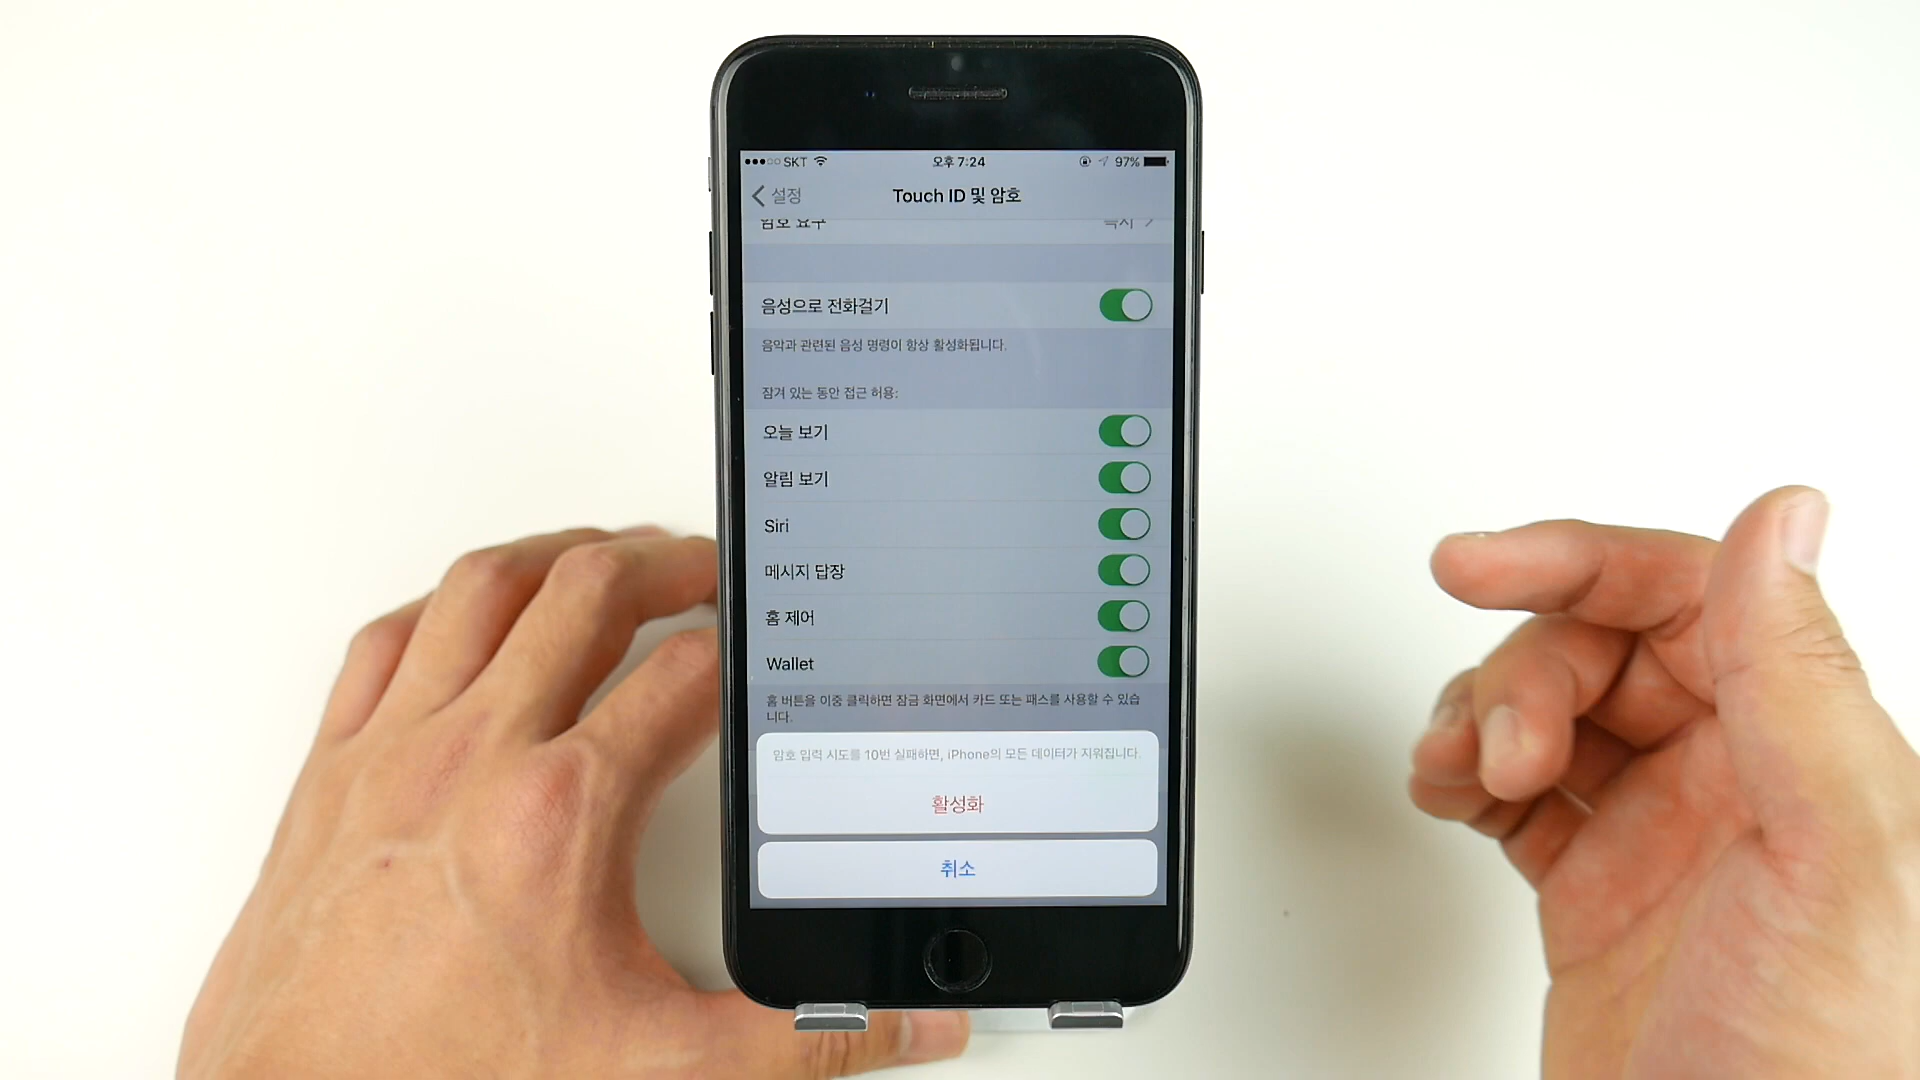 SKT 오후 7:24 97%
설정 Touch ID 및 암호
암호 요구 즉시
음성으로 전화걸기
음악과 관련된 음성 명령이 항상 활성화됩니다.
잠겨 있는 동안 접근 허용:
오늘 보기
알림 보기
Siri
메시지 답장
홈 제어
Wallet
홈 버튼을 이중 클릭하면 잠금 화면에서 카드 또는 패스를 사용할 수 있습
니다.
암호 입력 시도를 10번 실패하면, iPhone의 모든 데이터가 지워집니다.
활성화
취소